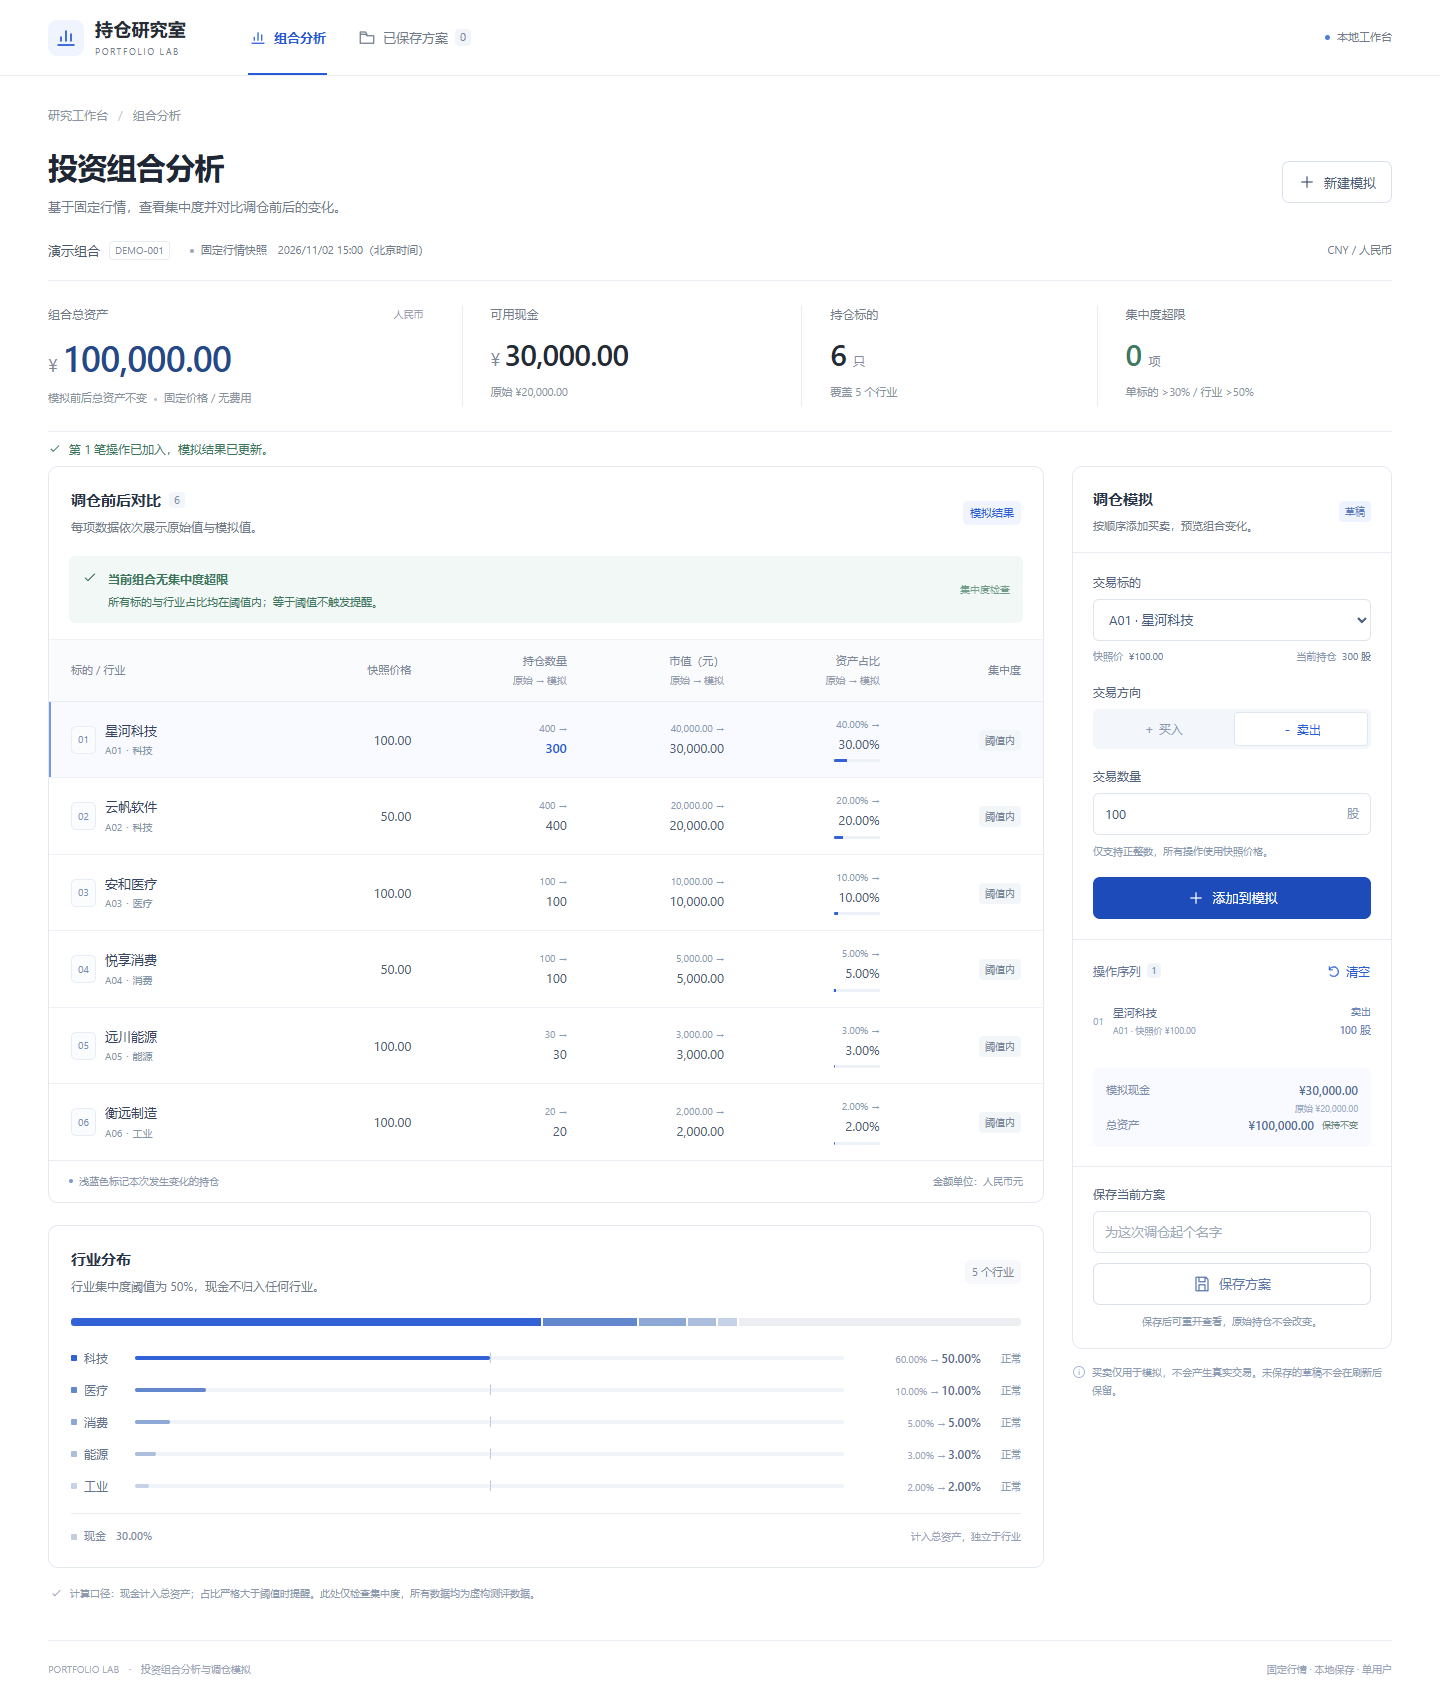 持仓研究室
PORTFOLIO LAB
组合分析
已保存方案 0
本地工作台
研究工作台 / 组合分析
投资组合分析
基于固定行情，查看集中度并对比调仓前后的变化。
+ 新建模拟
演示组合 DEMO-001 • 固定行情快照 2026/11/02 15:00（北京时间）
CNY / 人民币
组合总资产 人民币
¥ 100,000.00
模拟前后总资产不变 • 固定价格 / 无费用
可用现金
¥ 30,000.00
原始 ¥20,000.00
持仓标的
6 只
覆盖 5 个行业
集中度超限
0 项
单标的 >30% / 行业 >50%
第 1 笔操作已加入，模拟结果已更新。
调仓前后对比 6
每项数据依次展示原始值与模拟值。
模拟结果
当前组合无集中度超限
所有标的与行业占比均在阈值内；等于阈值不触发提醒。
集中度检查
标的 / 行业 快照价格 持仓数量 市值（元） 资产占比 集中度
原始 → 模拟 原始 → 模拟 原始 → 模拟
01 星河科技 A01 · 科技 100.00 400 → 300 40,000.00 → 30,000.00 40.00% → 30.00% 阈值内
02 云帆软件 A02 · 科技 50.00 400 → 400 20,000.00 → 20,000.00 20.00% → 20.00% 阈值内
03 安和医疗 A03 · 医疗 100.00 100 → 100 10,000.00 → 10,000.00 10.00% → 10.00% 阈值内
04 悦享消费 A04 · 消费 50.00 100 → 100 5,000.00 → 5,000.00 5.00% → 5.00% 阈值内
05 远川能源 A05 · 能源 100.00 30 → 30 3,000.00 → 3,000.00 3.00% → 3.00% 阈值内
06 衡远制造 A06 · 工业 100.00 20 → 20 2,000.00 → 2,000.00 2.00% → 2.00% 阈值内
浅蓝色标记本次发生变化的持仓
金额单位：人民币元
行业分布
行业集中度阈值为 50%，现金不归入任何行业。
5 个行业
科技 60.00% → 50.00% 正常
医疗 10.00% → 10.00% 正常
消费 5.00% → 5.00% 正常
能源 3.00% → 3.00% 正常
工业 2.00% → 2.00% 正常
现金 30.00% 计入总资产，独立于行业
计算口径：现金计入总资产；占比严格大于阈值时提醒。此处仅检查集中度，所有数据均为虚构测评数据。
调仓模拟
按顺序添加买卖，预览组合变化。
草稿
交易标的
A01 · 星河科技
快照价 ¥100.00 当前持仓 300 股
交易方向
+ 买入 - 卖出
交易数量
100 股
仅支持正整数，所有操作使用快照价格。
+ 添加到模拟
操作序列 1 清空
01 星河科技 卖出
A01 · 快照价 ¥100.00 100 股
模拟现金 ¥30,000.00
原始 ¥20,000.00
总资产 ¥100,000.00 保持不变
保存当前方案
为这次调仓起个名字
保存方案
保存后可重开查看，原始持仓不会改变。
买卖仅用于模拟，不会产生真实交易。未保存的草稿不会在刷新后
保留。
PORTFOLIO LAB · 投资组合分析与调仓模拟
固定行情 · 本地保存 · 单用户